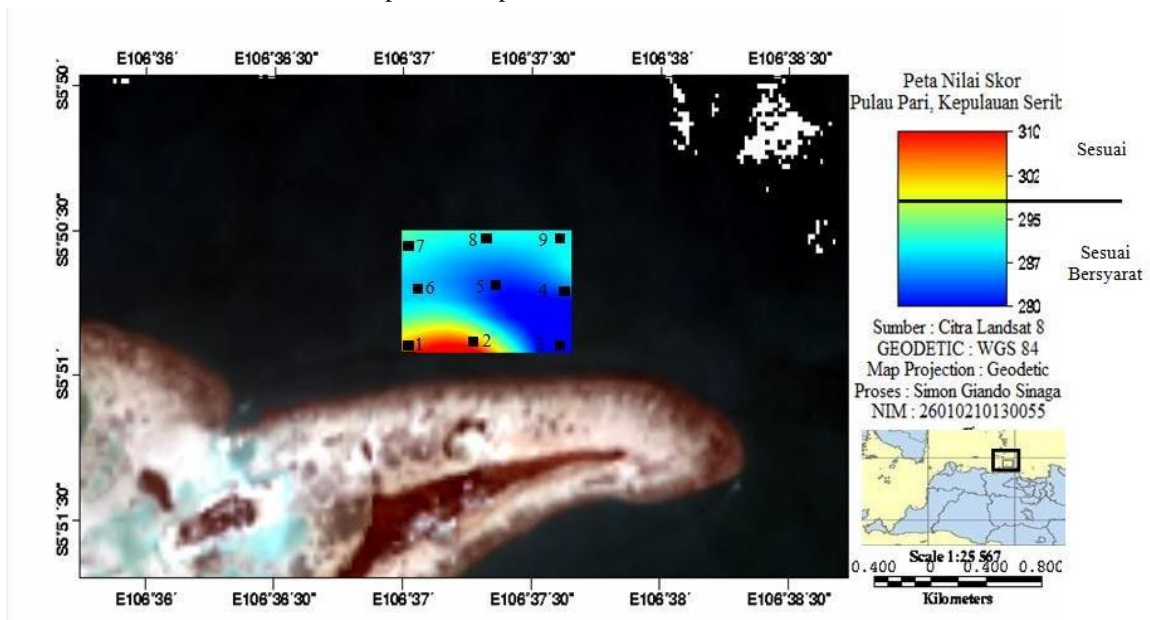 E106°36′ E106°36′30″ E106°37′ E106°37′30″ E106°38′ E106°38′30″
S5°50′
S5°50′30″
S5°51′
S5°51′30″
7 8 9
6 5 4
1 2 3
E106°36′ E106°36′30″ E106°37′ E106°37′30″ E106°38′ E106°38′30″
Peta Nilai Skor
Pulau Pari, Kepulauan Serib
310
302
295
287
280
Sesuai
Sesuai
Bersyarat
Sumber : Citra Landsat 8
GEODETIC : WGS 84
Map Projection : Geodetic
Proses : Simon Giando Sinaga
NIM : 26010210130055
Scale 1:25 567
0.400 0 0.400 0.800
Kilometers